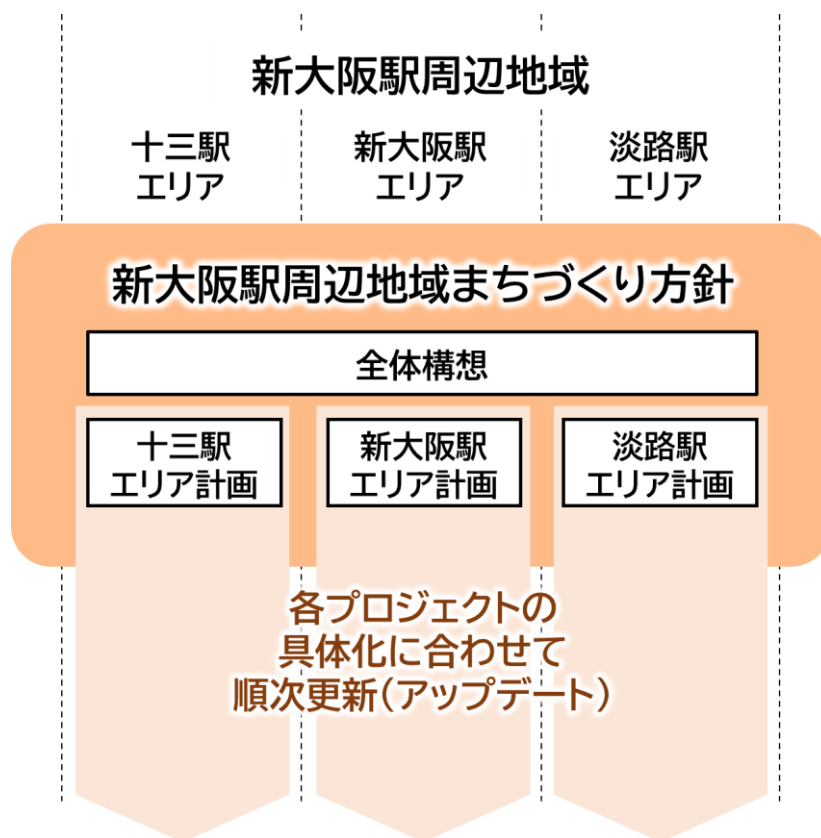 新大阪駅周辺地域
十三駅
エリア
新大阪駅
エリア
淡路駅
エリア
新大阪駅周辺地域まちづくり方針
全体構想
十三駅
エリア計画
新大阪駅
エリア計画
淡路駅
エリア計画
各プロジェクトの
具体化に合わせて
順次更新(アップデート)